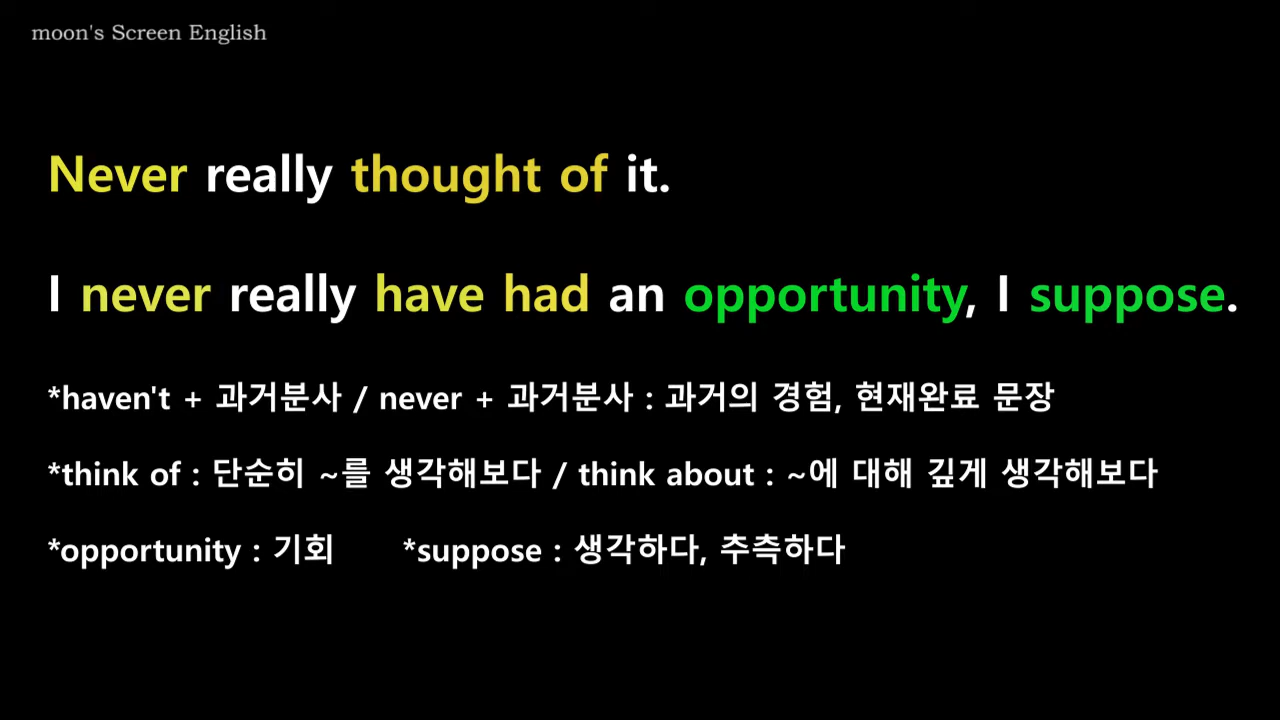 moon's Screen English
Never really thought of it.
I never really have had an opportunity, I suppose.
*haven't + 과거분사 / never + 과거분사 : 과거의 경험, 현재완료 문장
*think of : 단순히 ~를 생각해보다 / think about : ~에 대해 깊게 생각해보다
*opportunity : 기회 *suppose : 생각하다, 추측하다